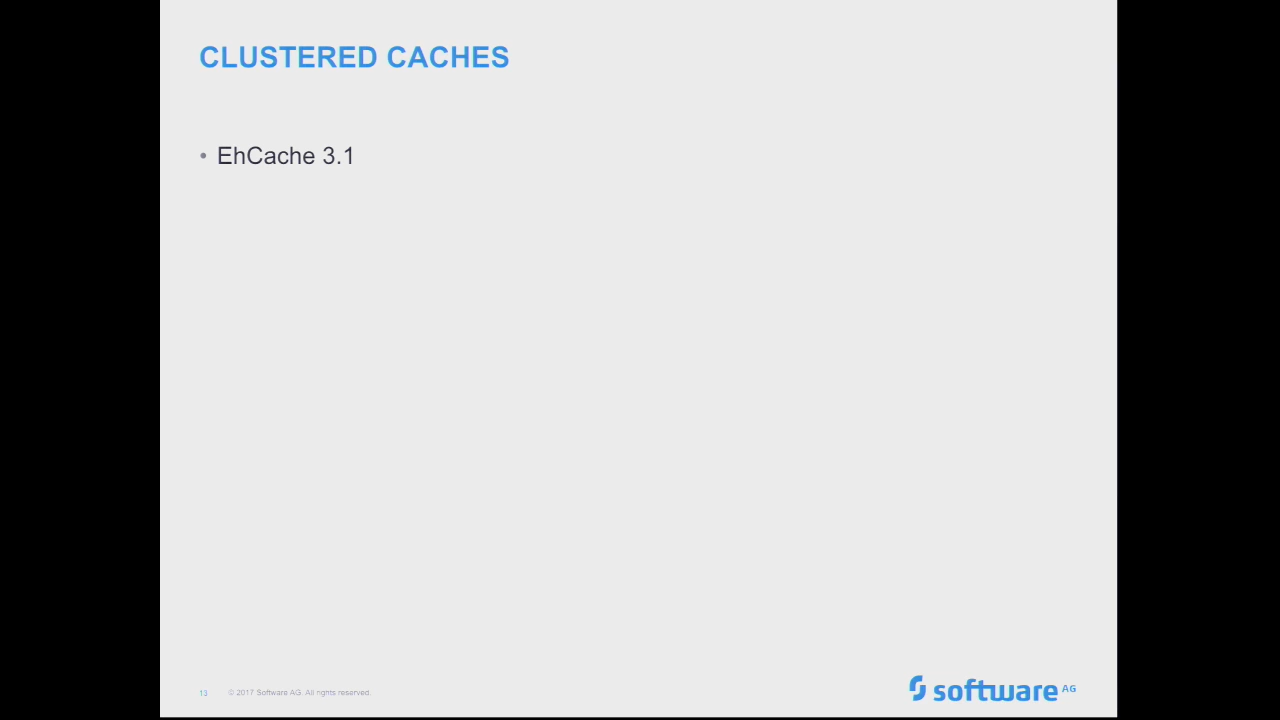 CLUSTERED CACHES
• EhCache 3.1
13 © 2017 Software AG. All rights reserved.
software AG